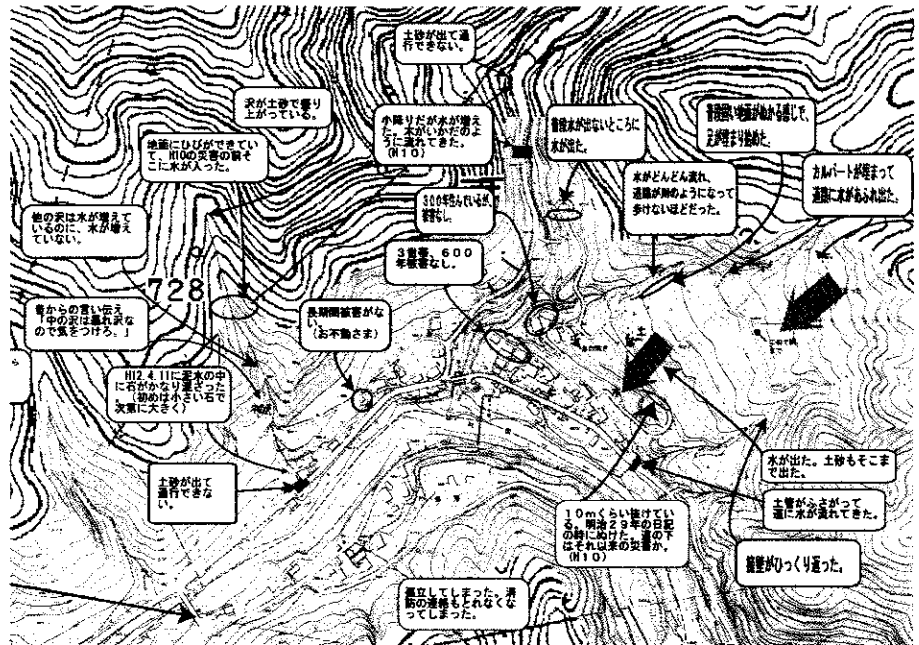 土砂が出て通
行できない。
沢が土砂で盛り
上がっている。
小降りだが水が増え
た。木がいかだのよ
うに流れてきた。
(H10)
普段水が出ないところに
水が出た。
普段固い地面がぬかる感じで、
足が埋まり始めた。
地面にひびができてい
て、H10の災害の前そ
こに水が入った。
水がどんどん流れ、
道路が川のようになって
歩けないほどだった。
カルバートが埋まって
道路に水があふれ出た。
300年住んでいるが、
被害なし。
他の沢は水が増えて
いるのに、水が増え
ていない。
3世帯、600
年被害なし。
728
昔からの言い伝え
「中の沢は暴れ沢な
ので気をつけろ。」
長期間被害がな
い。
(お不動さま)
H12.4.11に泥水の中
に石がかなり混ざった
。(初めは小さい石で
次第に大きく)
土砂が出て
通行できな
い。
水が出た。土砂もそこま
で出た。
10mくらい抜けてい
る。明治29年の日記
の時にぬけた。道の下
はそれ以来の災害か。
(H10)
土管がふさがって
道に水が流れてきた。
擁壁がひっくり返った。
孤立してしまった。消
防の連絡もとれなくな
ってしまった。